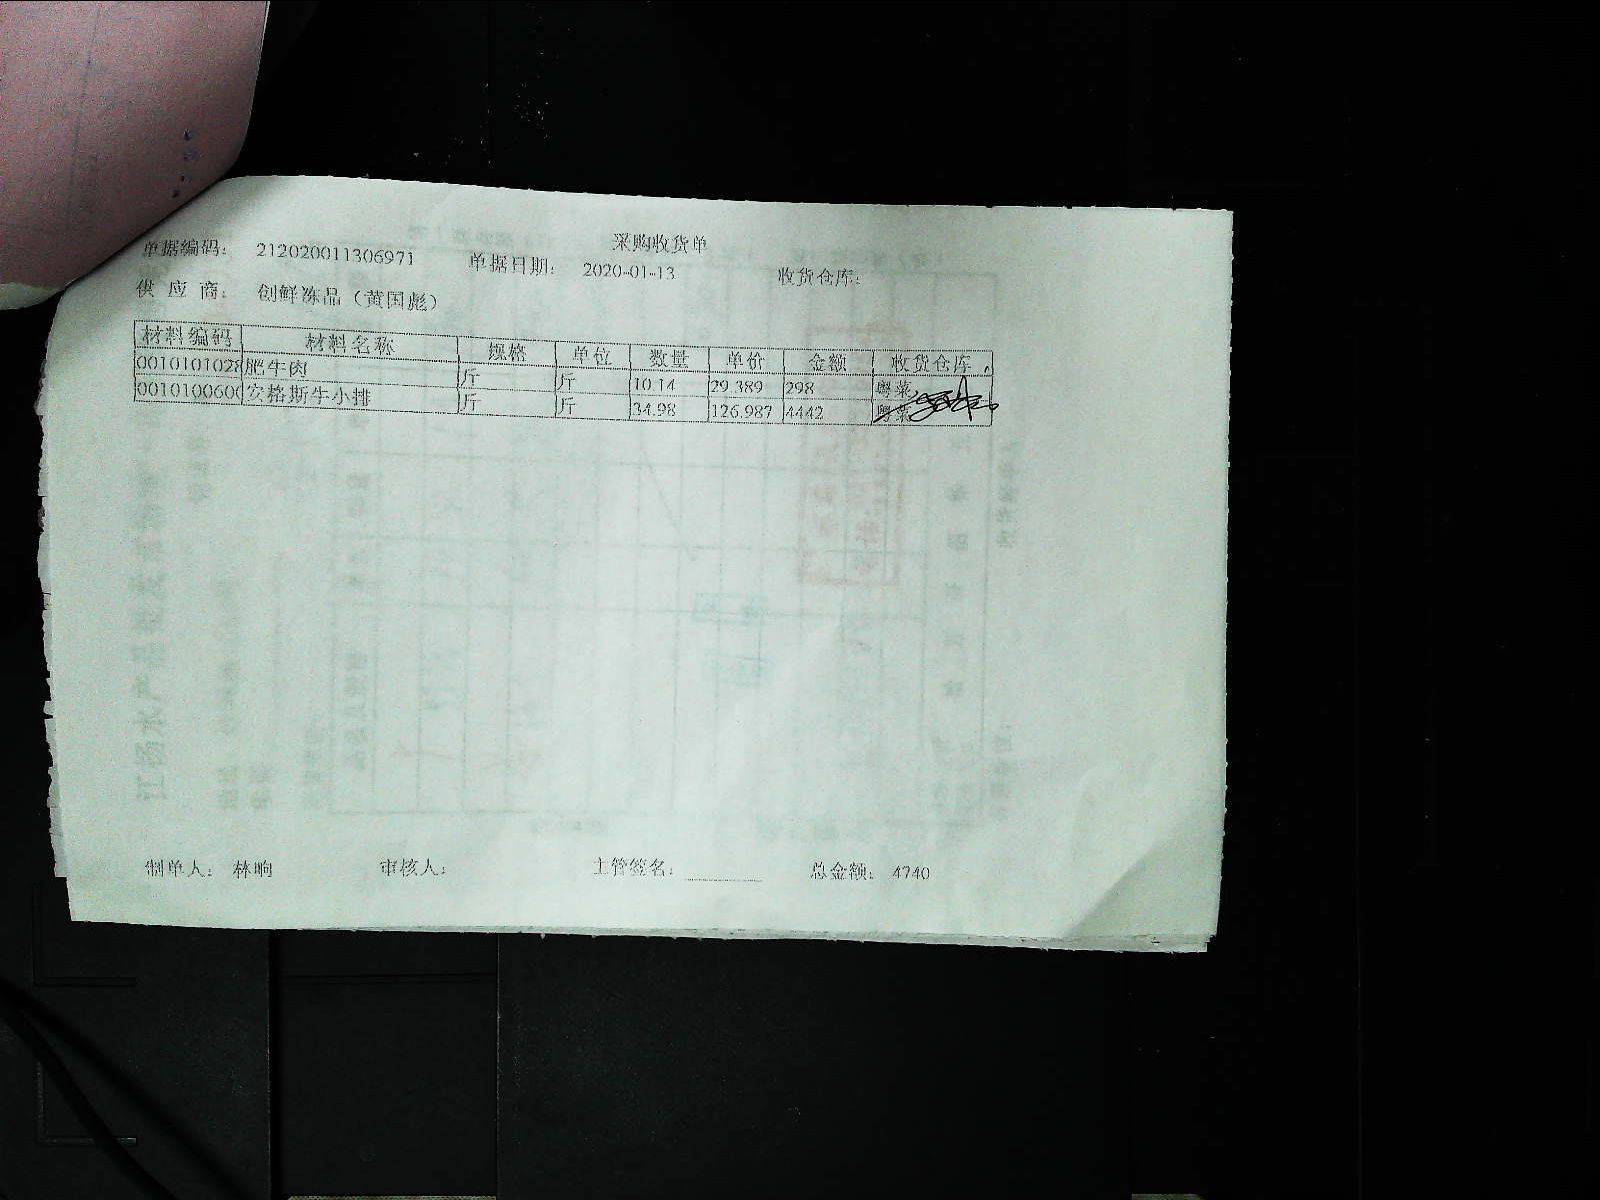 采购收货单
单据编码： 212020011306971 单据日期： 2020-01-13 收货仓库：
供 应 商： 创鲜冻品（黄国彪）
材料编码 材料名称 规格 单位 数量 单价 金额 收货仓库
0010101028 肥牛肉 斤 斤 10.14 29.389 298 粤菜
001010060 安格斯牛小排 斤 斤 34.98 126.987 4442 粤菜
制单人： 林响 审核人： 主管签名： 总金额： 4740